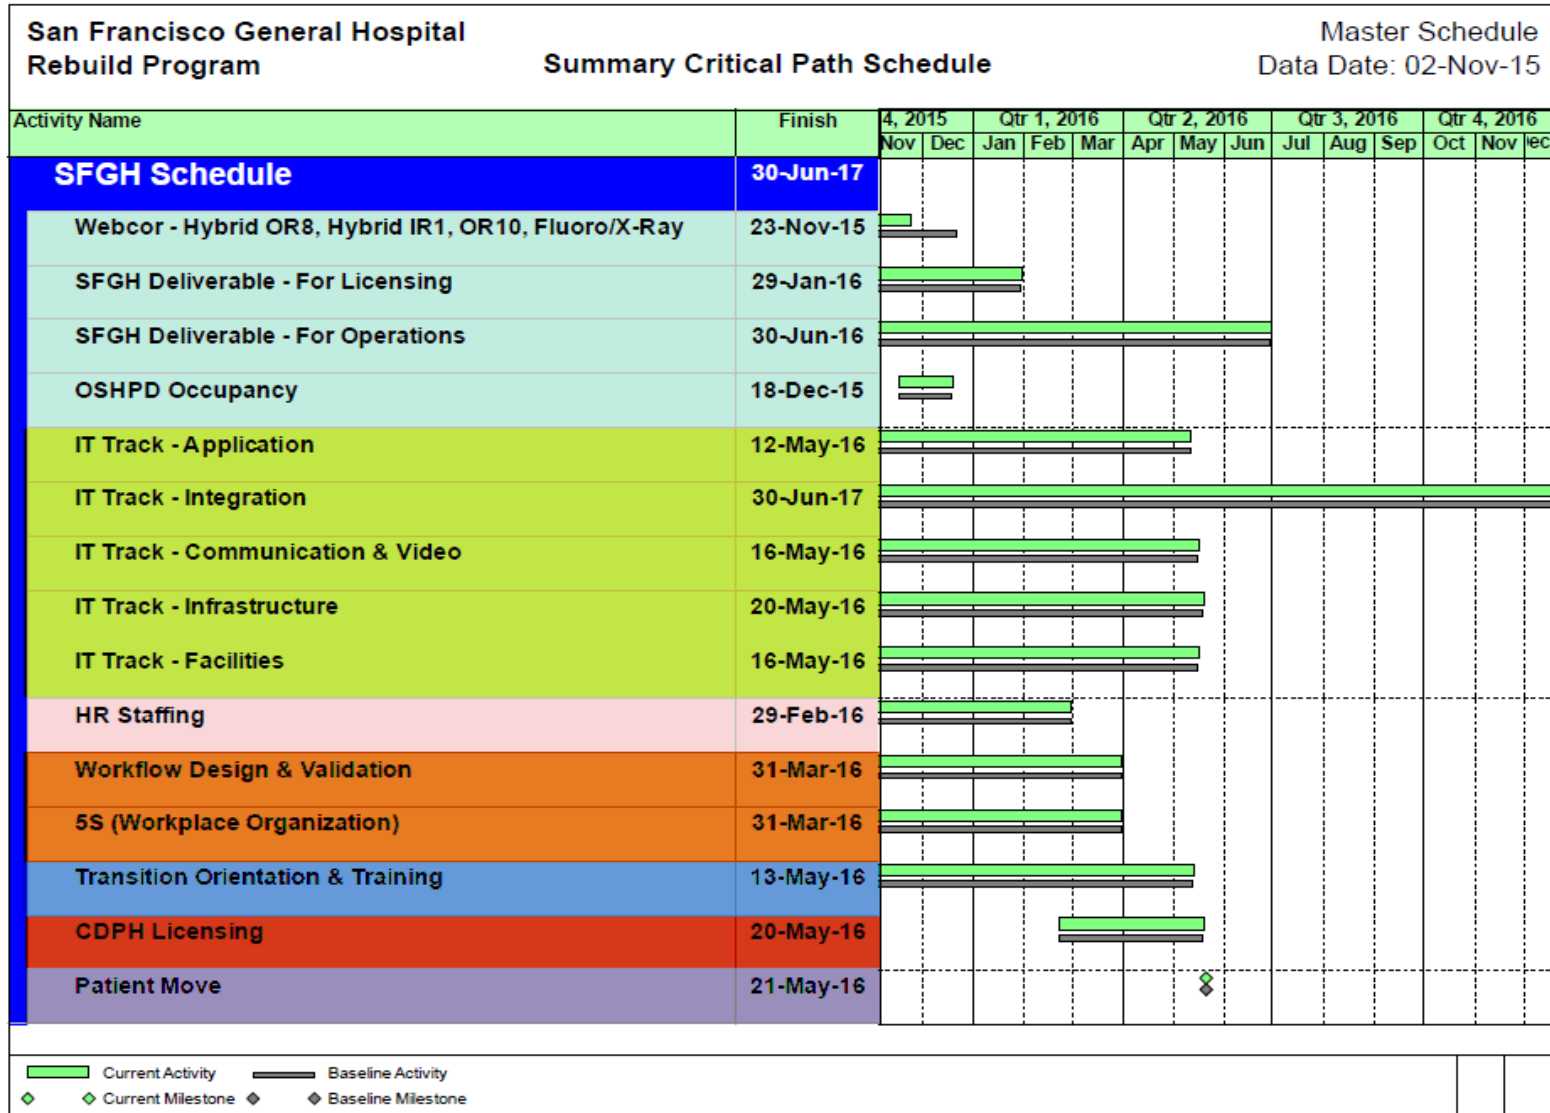 San Francisco General Hospital
Rebuild Program
Summary Critical Path Schedule
Master Schedule
Data Date: 02-Nov-15
Activity Name Finish 4, 2015 Qtr 1, 2016 Qtr 2, 2016 Qtr 3, 2016 Qtr 4, 2016
Nov Dec Jan Feb Mar Apr May Jun Jul Aug Sep Oct Nov ec
SFGH Schedule 30-Jun-17
Webcor - Hybrid OR8, Hybrid IR1, OR10, Fluoro/X-Ray 23-Nov-15
SFGH Deliverable - For Licensing 29-Jan-16
SFGH Deliverable - For Operations 30-Jun-16
OSHPD Occupancy 18-Dec-15
IT Track - Application 12-May-16
IT Track - Integration 30-Jun-17
IT Track - Communication & Video 16-May-16
IT Track - Infrastructure 20-May-16
IT Track - Facilities 16-May-16
HR Staffing 29-Feb-16
Workflow Design & Validation 31-Mar-16
5S (Workplace Organization) 31-Mar-16
Transition Orientation & Training 13-May-16
CDPH Licensing 20-May-16
Patient Move 21-May-16
Current Activity Baseline Activity
Current Milestone Baseline Milestone